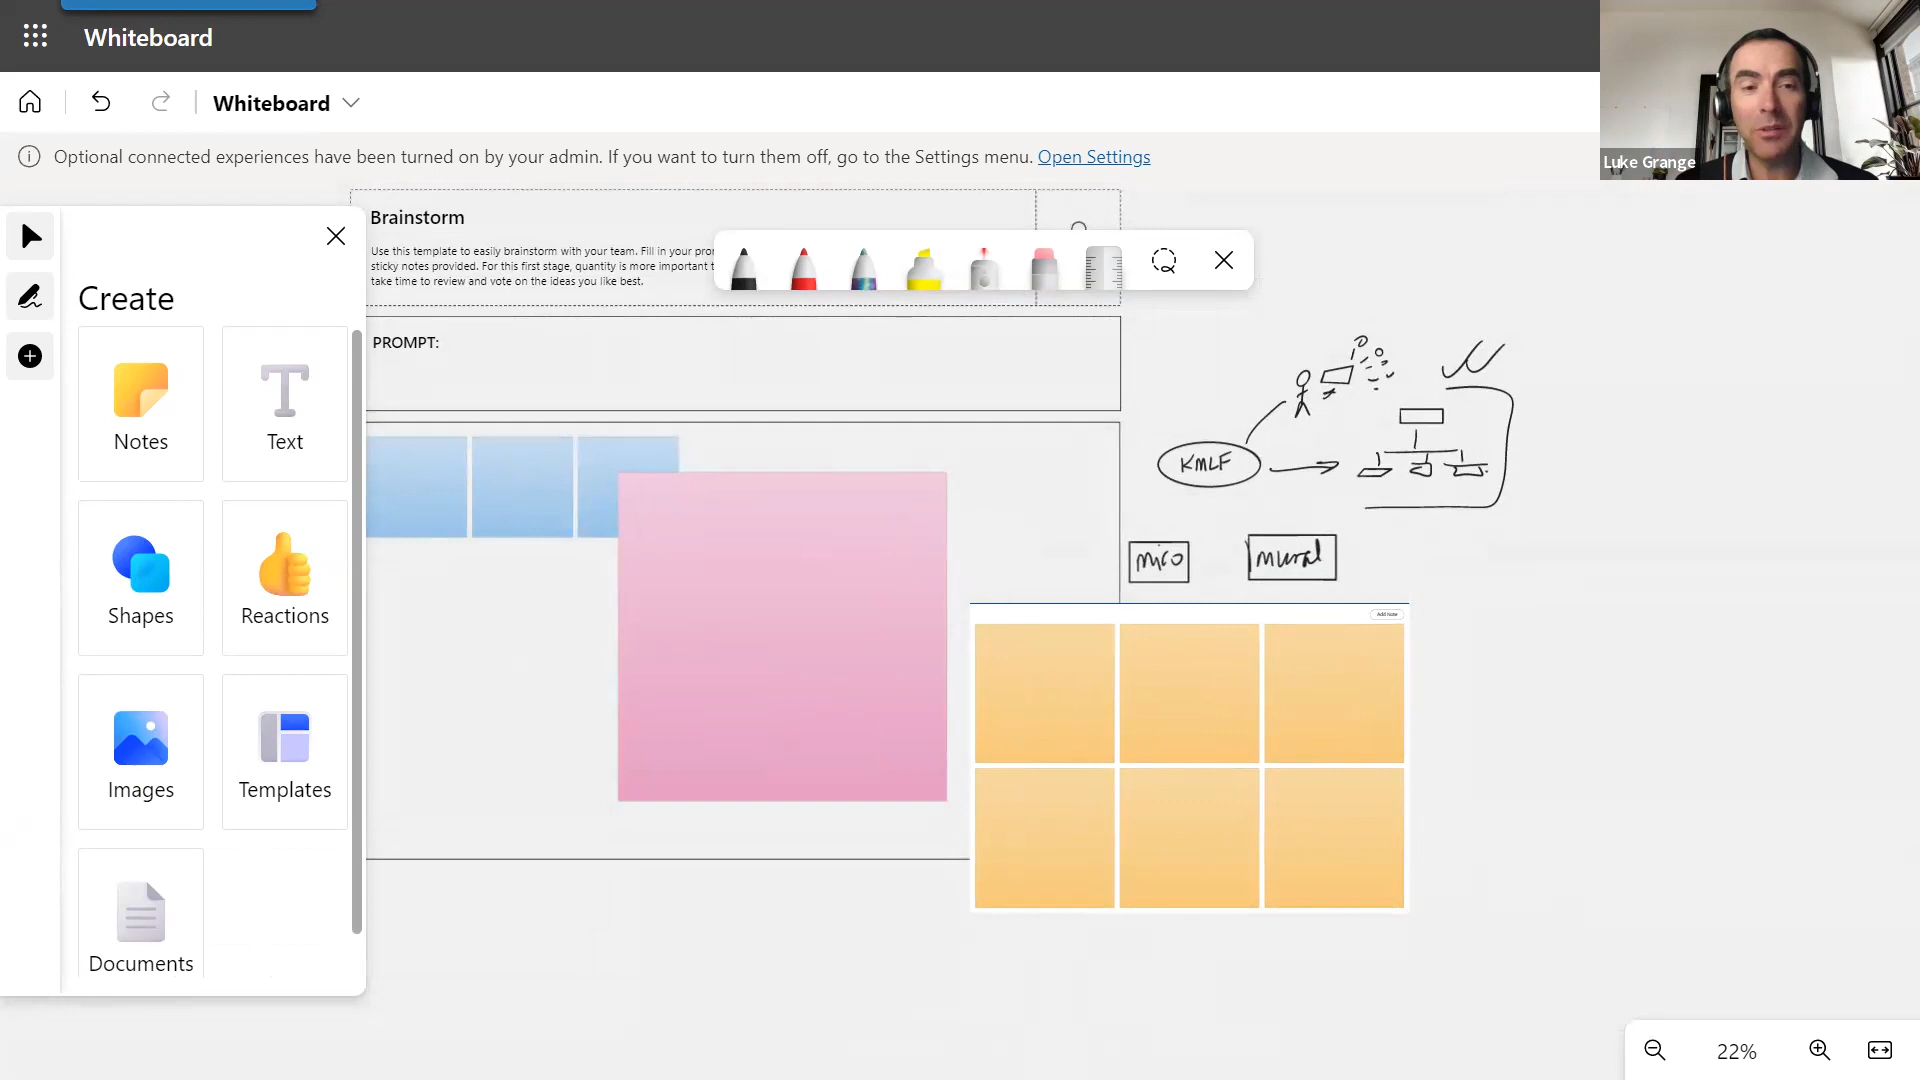 Whiteboard
Whiteboard
Luke Grange
Optional connected experiences have been turned on by your admin. If you want to turn them off, go to the Settings menu. Open Settings
Brainstorm
Use this template to easily brainstorm with your team. Fill in your
sticky notes provided. For this first stage, quantity is more important
take time to review and vote on the ideas you like best.
Create
PROMPT:
Notes
Text
KMLF
miro
mural
Shapes
Reactions
Add Note
Images
Templates
Documents
22%